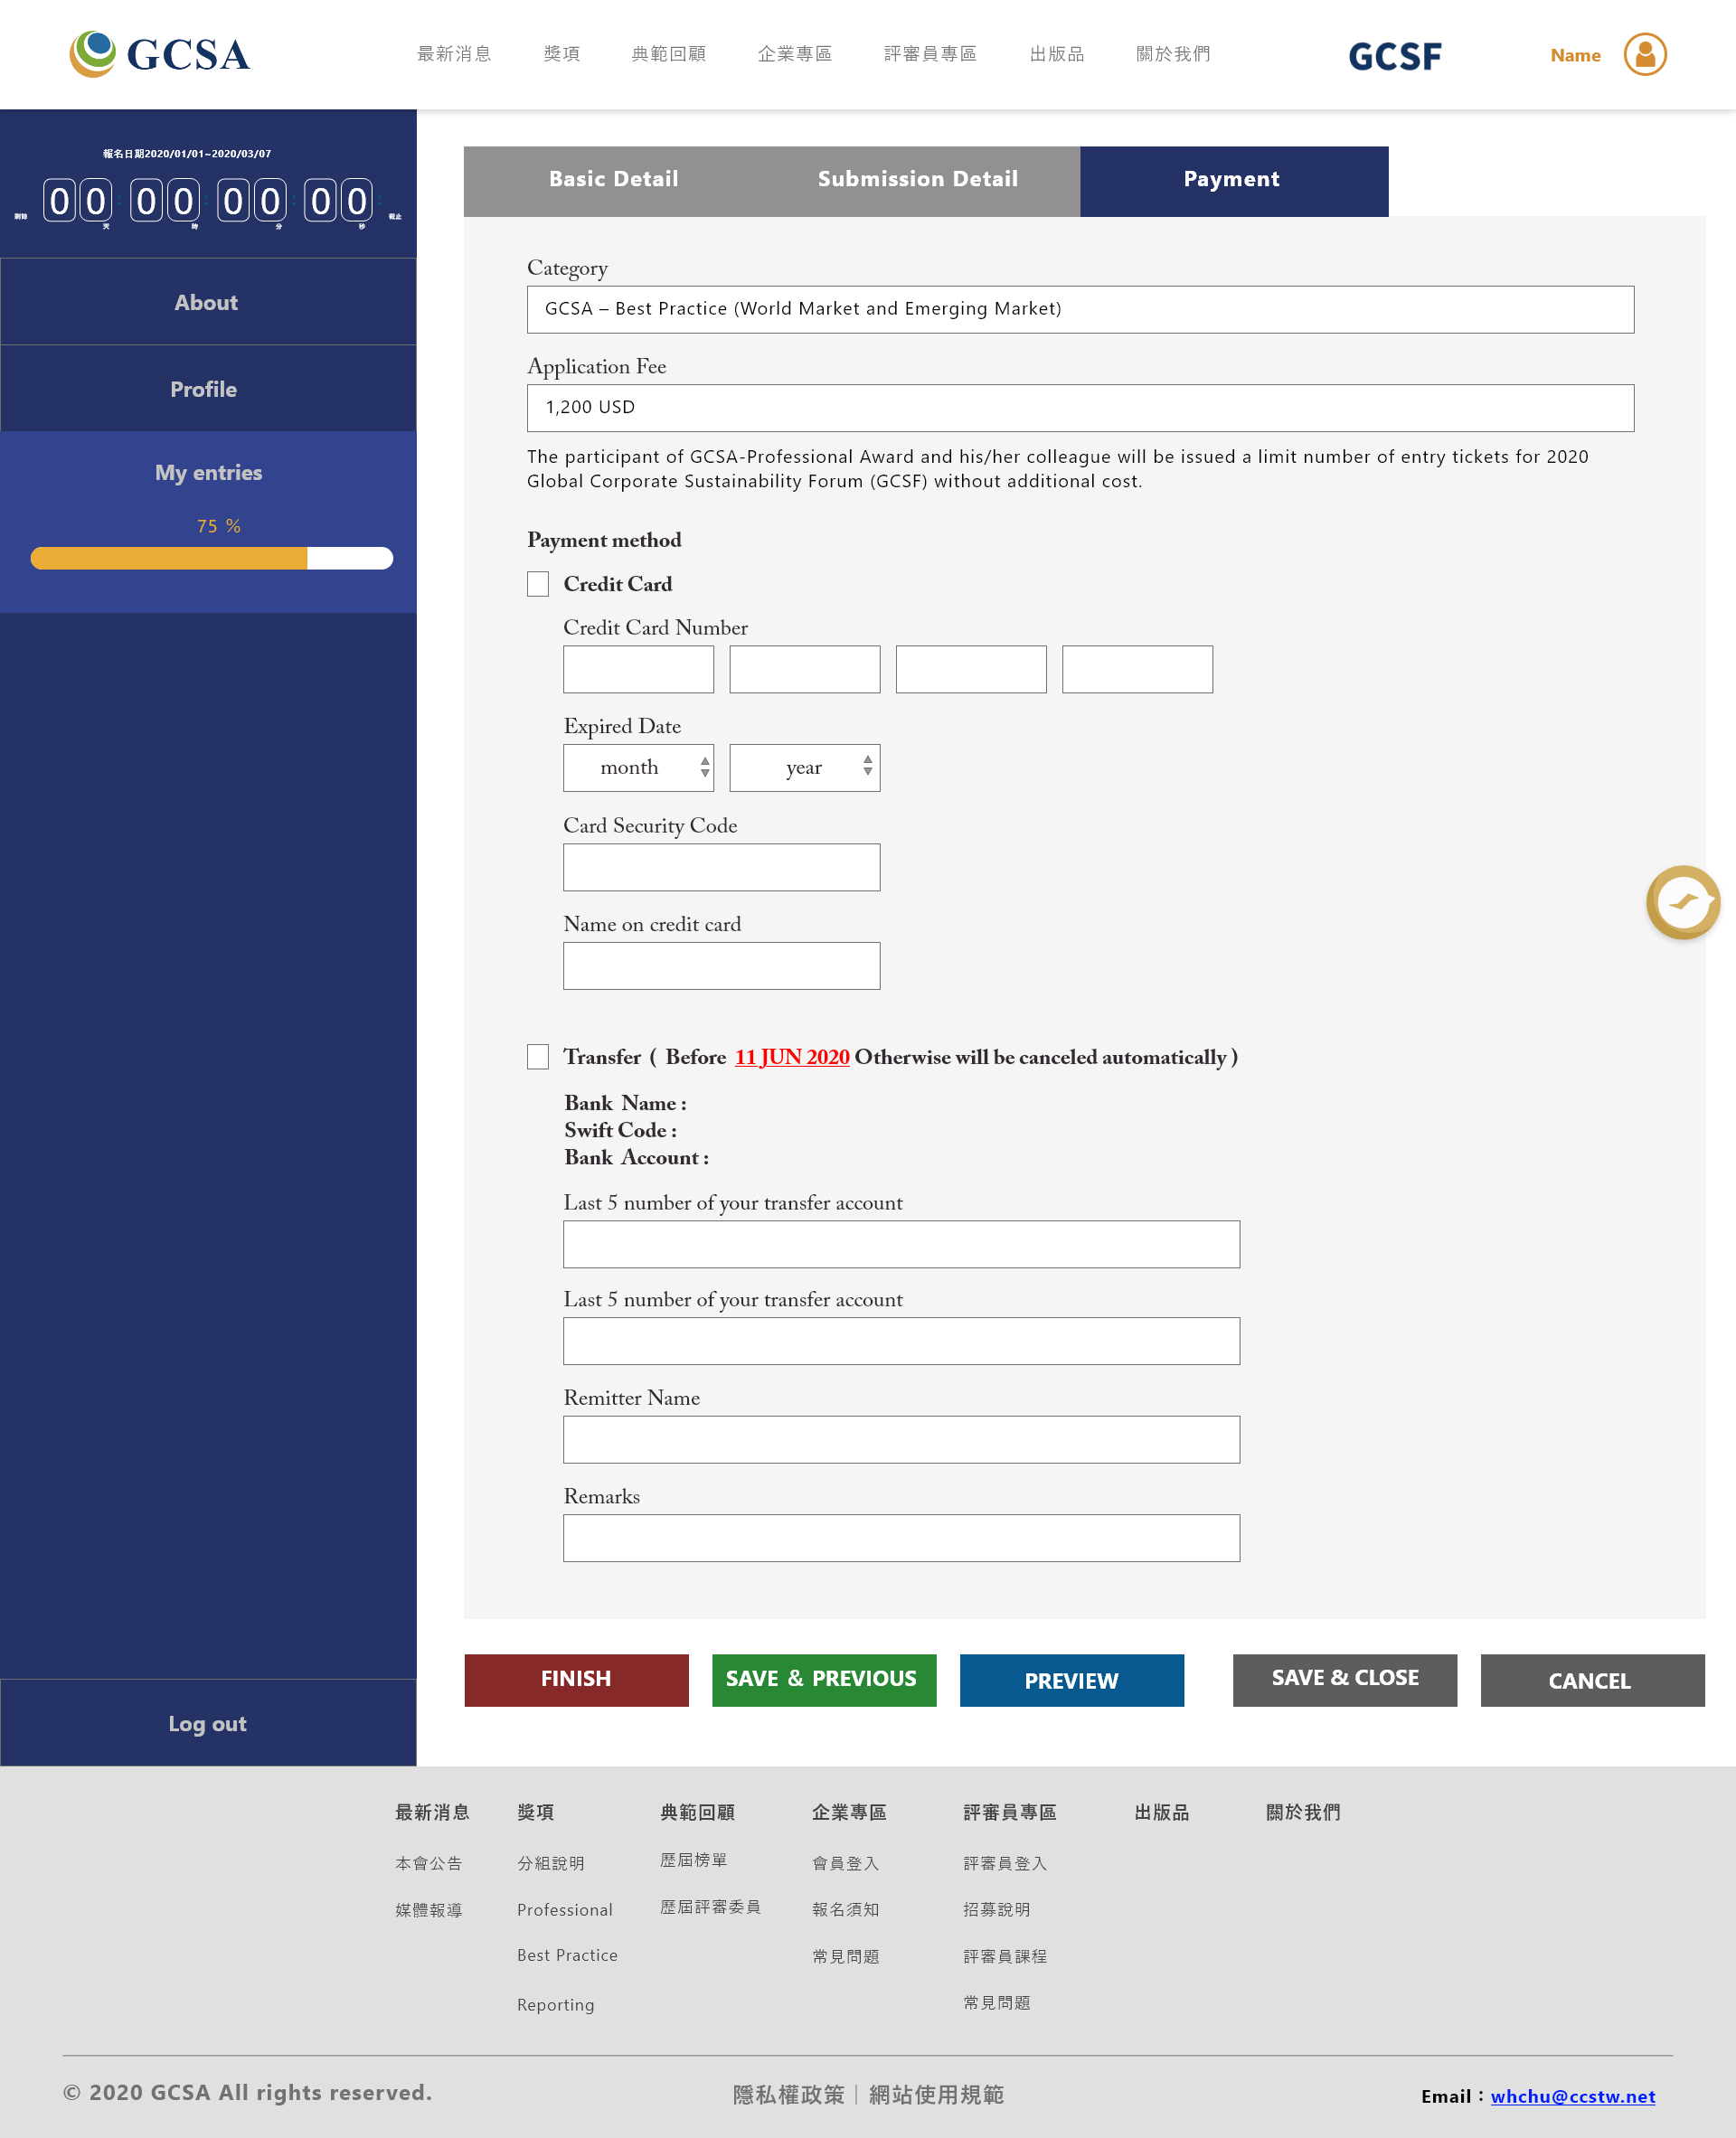 GCSA
最新消息 獎項 典範回顧 企業專區 評審員專區 出版品 關於我們
GCSF
Name
報名日期2020/01/01~2020/03/07
剩餘 00 : 00 : 00 : 00 : 截止
天 時 分 秒
About
Profile
My entries
75 %
Log out
Basic Detail Submission Detail Payment
Category
GCSA – Best Practice (World Market and Emerging Market)
Application Fee
1,200 USD
The participant of GCSA-Professional Award and his/her colleague will be issued a limit number of entry tickets for 2020
Global Corporate Sustainability Forum (GCSF) without additional cost.
Payment method
Credit Card
Credit Card Number
Expired Date
month year
Card Security Code
Name on credit card
Transfer ( Before 11 JUN 2020 Otherwise will be canceled automatically )
Bank Name :
Swift Code :
Bank Account :
Last 5 number of your transfer account
Last 5 number of your transfer account
Remitter Name
Remarks
FINISH SAVE & PREVIOUS PREVIEW SAVE & CLOSE CANCEL
最新消息 獎項 典範回顧 企業專區 評審員專區 出版品 關於我們
本會公告 分組說明 歷屆榜單 會員登入 評審員登入
媒體報導 Professional 歷屆評審委員 報名須知 招募說明
Best Practice 常見問題 評審員課程
Reporting 常見問題
© 2020 GCSA All rights reserved.
隱私權政策｜網站使用規範
Email：whchu@ccstw.net